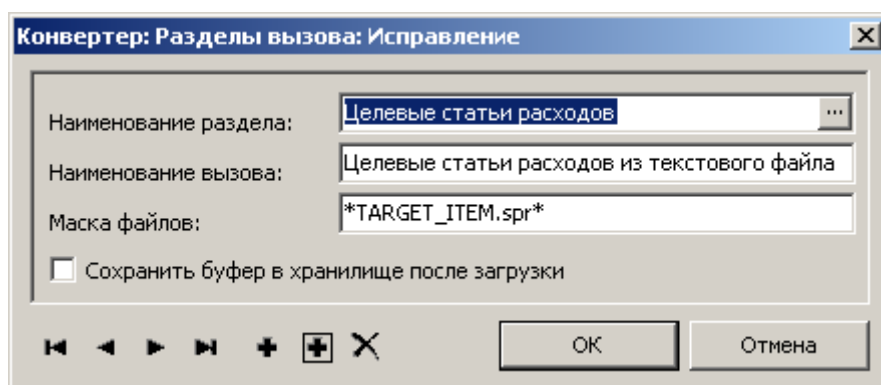 Конвертер: Разделы вызова: Исправление
Наименование раздела: Целевые статьи расходов ...
Наименование вызова: Целевые статьи расходов из текстового файла
Маска файлов: *TARGET_ITEM.spr*
Сохранить буфер в хранилище после загрузки
ОК Отмена